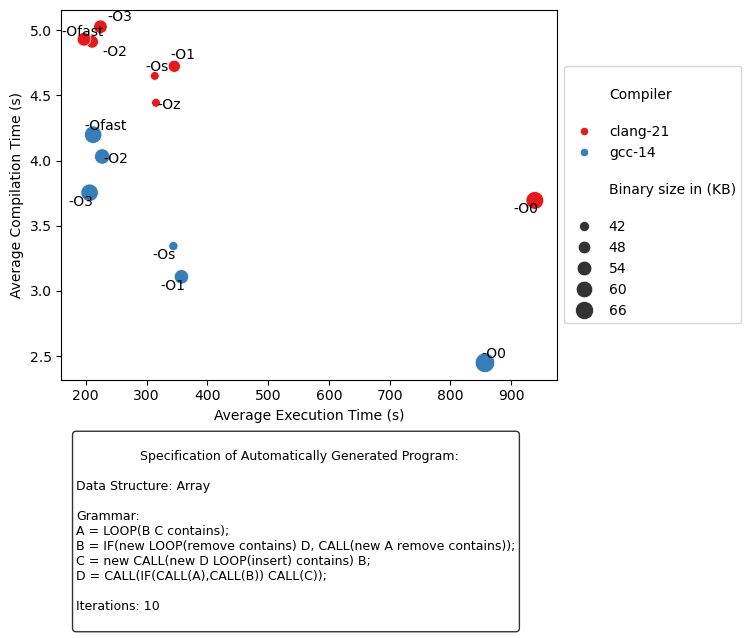 -O3
-Ofast
5.0
-O2
-O1
-Os
4.5
-Oz
-Ofast
4.0
-O2
-O3
-O0
3.5
-Os
-O1
3.0
-O0
2.5
Average Compilation Time (s)
200 300 400 500 600 700 800 900
Average Execution Time (s)
Compiler
clang-21
gcc-14
Binary size in (KB)
42
48
54
60
66
Specification of Automatically Generated Program:
Data Structure: Array
Grammar:
A = LOOP(B C contains);
B = IF(new LOOP(remove contains) D, CALL(new A remove contains));
C = new CALL(new D LOOP(insert) contains) B;
D = CALL(IF(CALL(A),CALL(B)) CALL(C));
Iterations: 10